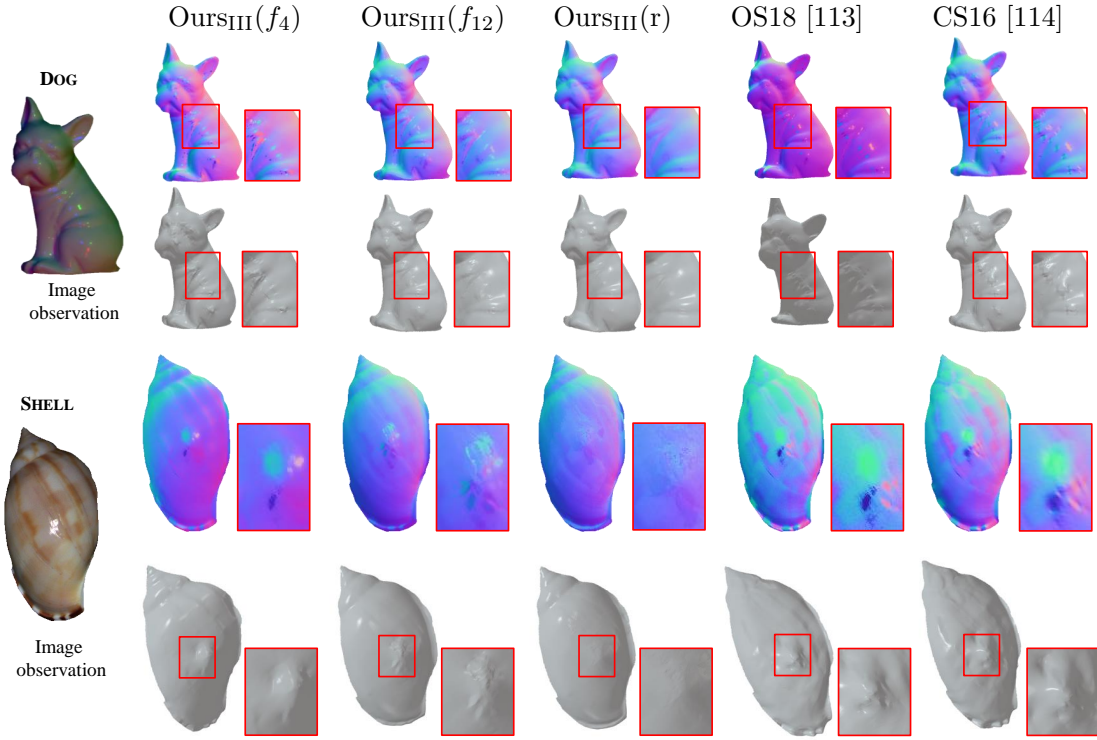 Ours_III(f_4) Ours_III(f_12) Ours_III(r) OS18 [113] CS16 [114]
DOG
Image
observation
SHELL
Image
observation